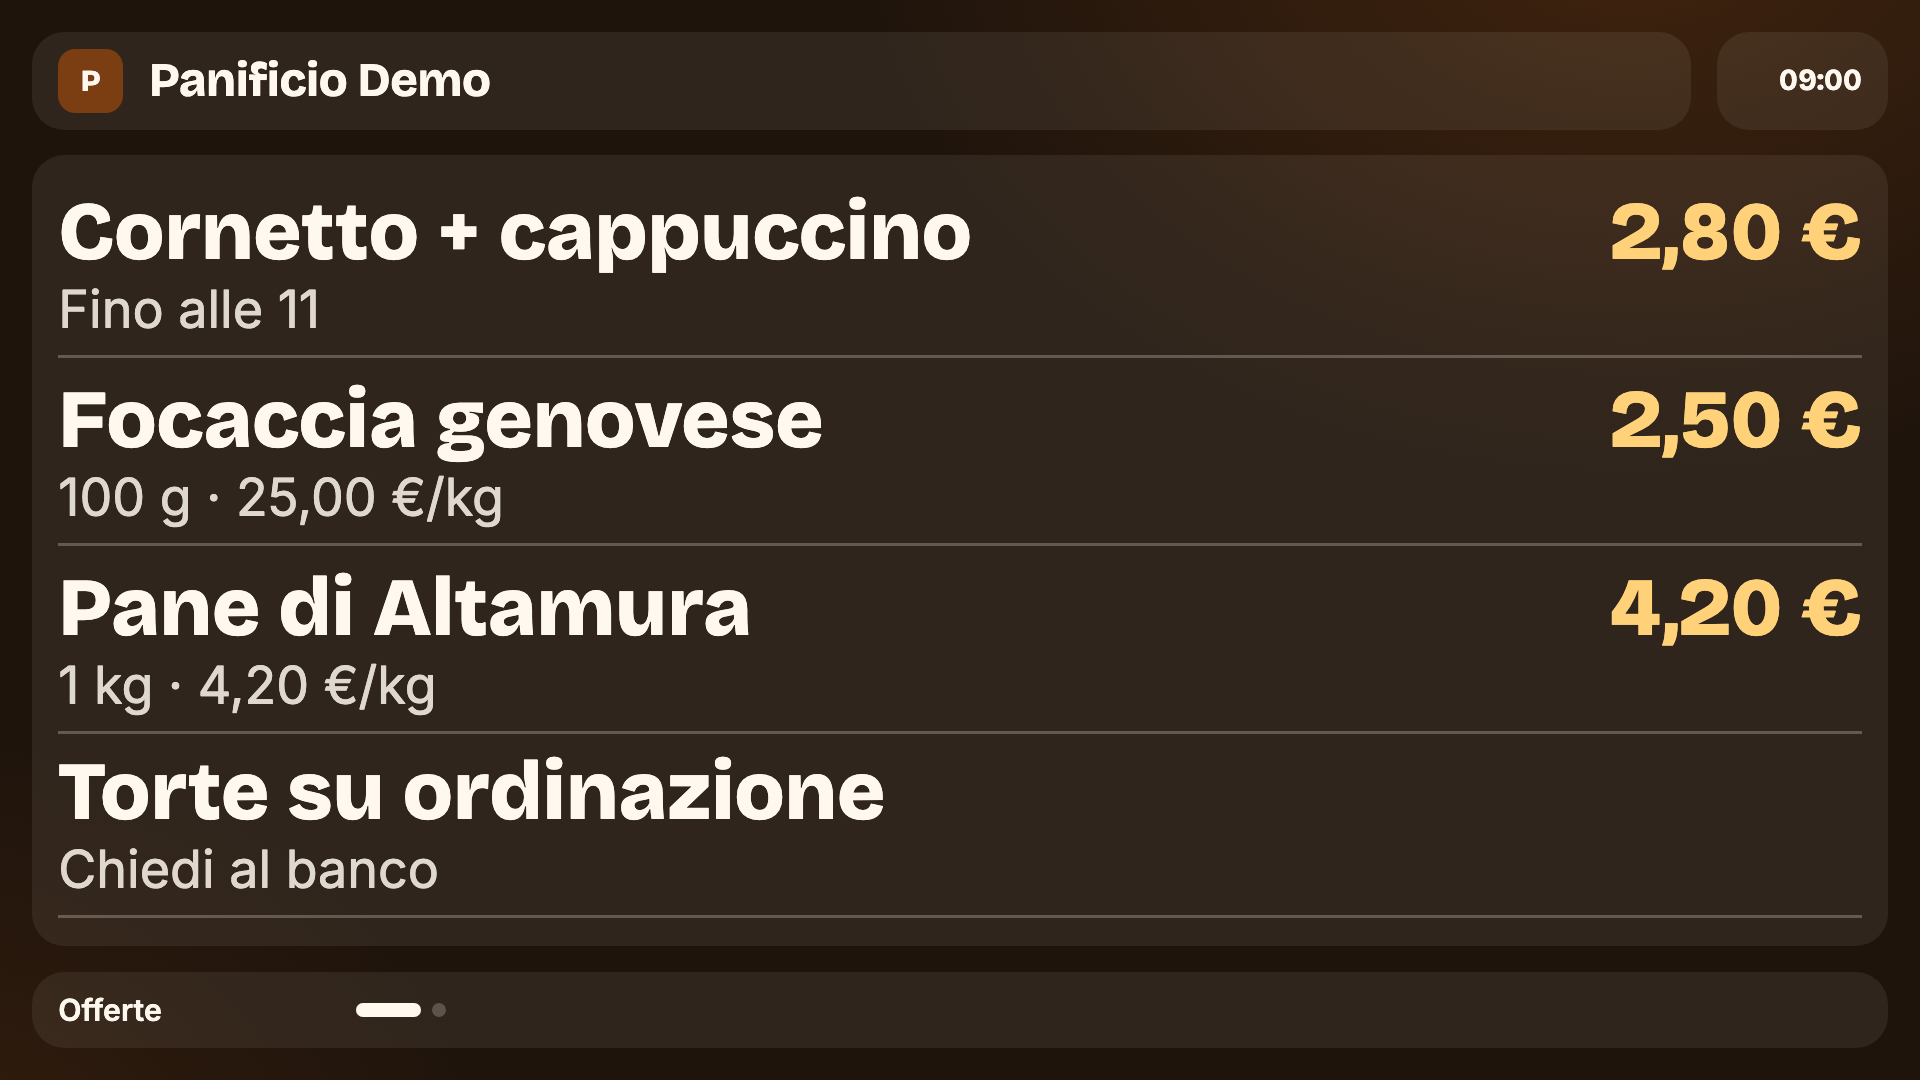 P
Panificio Demo
09:00
Cornetto + cappuccino
2,80 €
Fino alle 11
Focaccia genovese
2,50 €
100 g · 25,00 €/kg
Pane di Altamura
4,20 €
1 kg · 4,20 €/kg
Torte su ordinazione
Chiedi al banco
Offerte